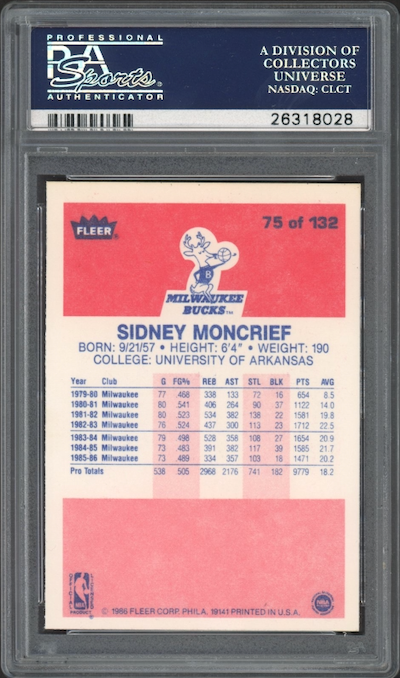 PROFESSIONAL
PSA
Sports
AUTHENTICATOR
A DIVISION OF
COLLECTORS
UNIVERSE
NASDAQ: CLCT
26318028
FLEER
75 of 132
B
MILWAUKEE
BUCKS™
SIDNEY MONCRIEF
BORN: 9/21/57 • HEIGHT: 6'4" • WEIGHT: 190
COLLEGE: UNIVERSITY OF ARKANSAS
Year Club G FG% REB AST STL BLK PTS AVG
1979-80 Milwaukee 77 .468 338 133 72 16 654 8.5
1980-81 Milwaukee 80 .541 406 264 90 37 1122 14.0
1981-82 Milwaukee 80 .523 534 382 138 22 1581 19.8
1982-83 Milwaukee 76 .524 437 300 113 23 1712 22.5
1983-84 Milwaukee 79 .498 528 358 108 27 1654 20.9
1984-85 Milwaukee 73 .483 391 382 117 39 1585 21.7
1985-86 Milwaukee 73 .489 334 357 103 18 1471 20.2
Pro Totals 538 .505 2968 2176 741 182 9779 18.2
NBA
PRODUCT
© 1986 FLEER CORP. PHILA. 19141 PRINTED IN U.S.A.